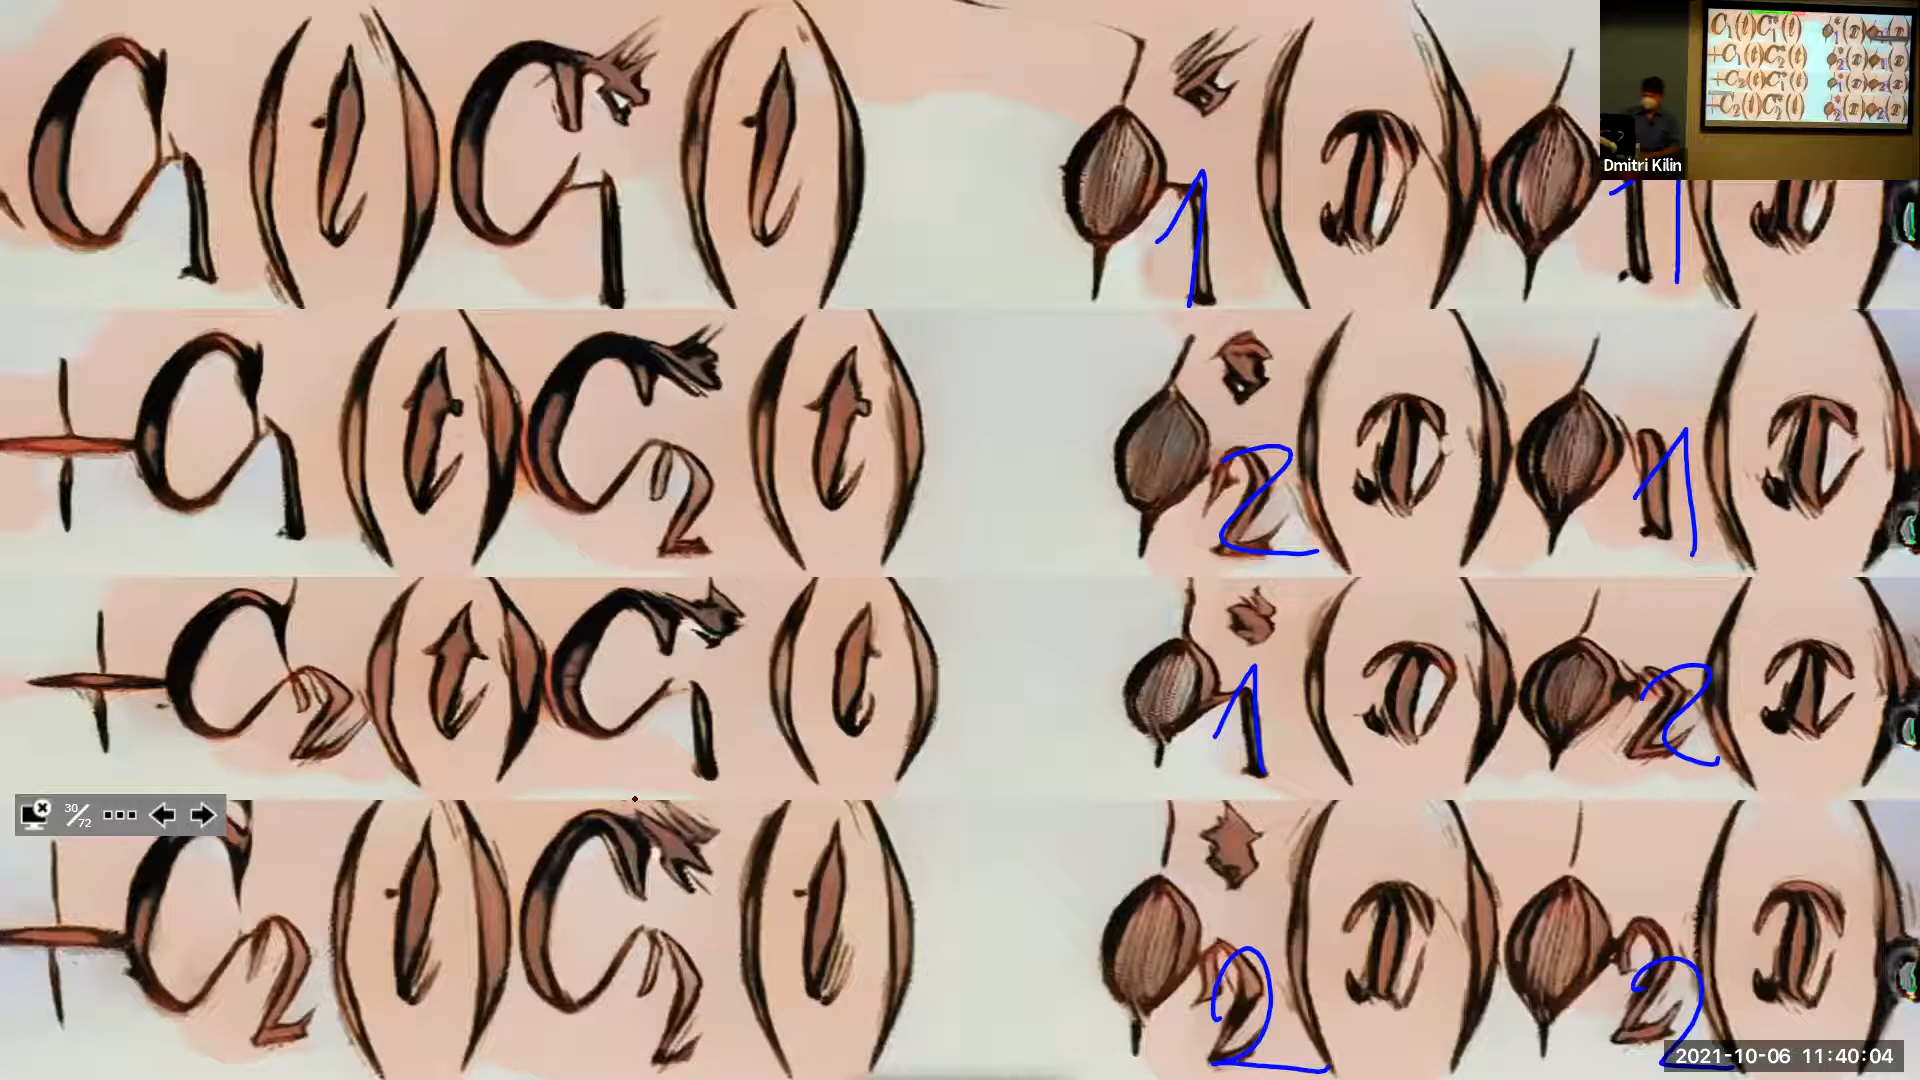 C₁(t)C₁*(t) φ₁*(x)φ₁(x)
+C₁(t)C₂*(t) φ₂*(x)φ₁(x)
+C₂(t)C₁*(t) φ₁*(x)φ₂(x)
+C₂(t)C₂*(t) φ₂*(x)φ₂(x)
Dmitri Kilin
30/72
2021-10-06 11:40:04